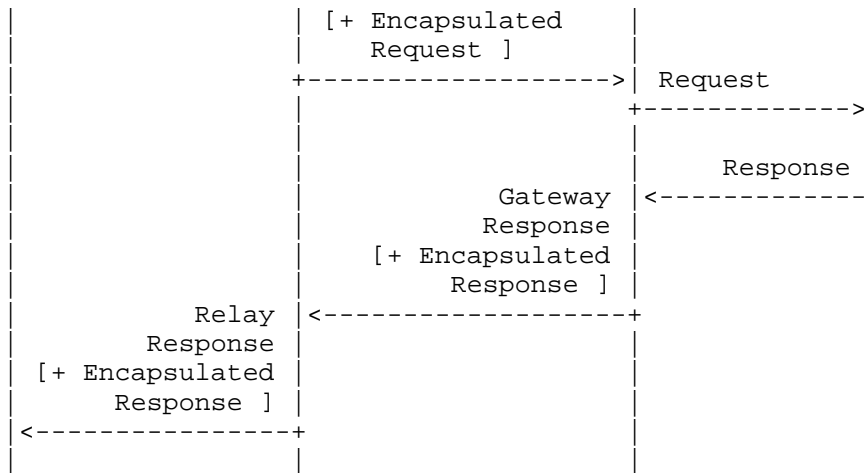 [+ Encapsulated
Request ]
Request
Response
Gateway
Response
[+ Encapsulated
Response ]
Relay
Response
[+ Encapsulated
Response ]